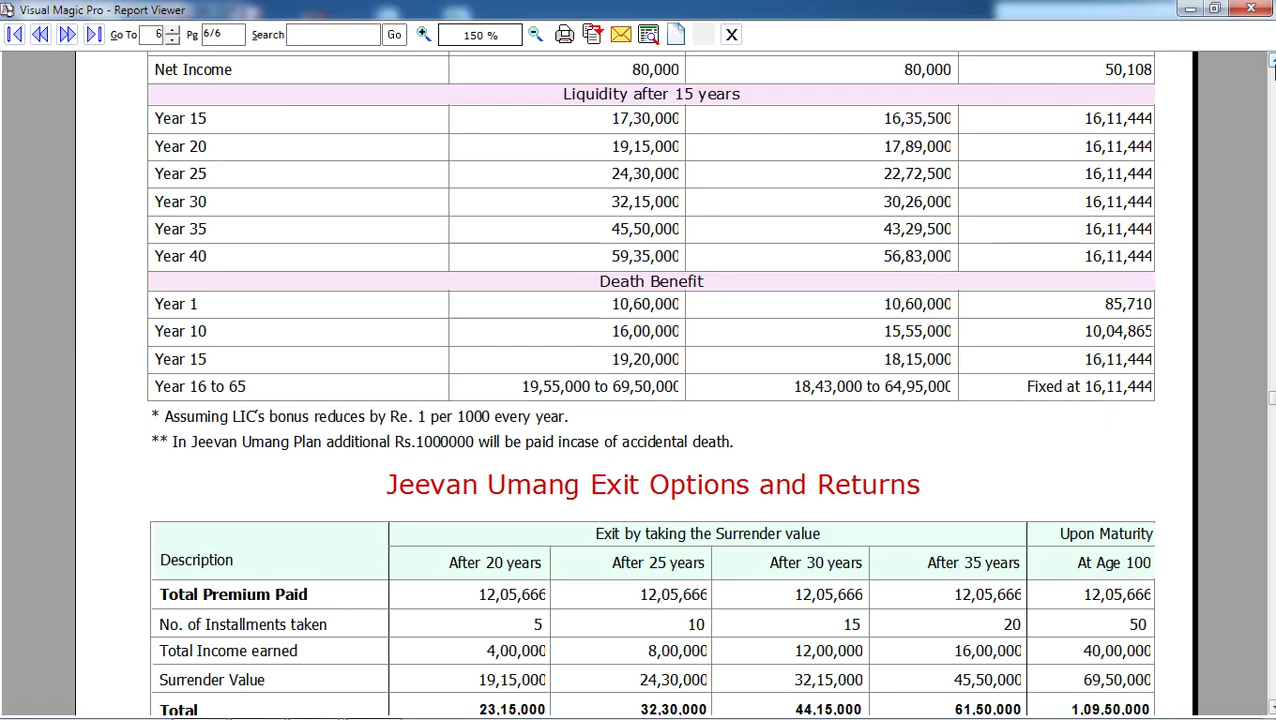 Visual Magic Pro - Report Viewer
Go To 6 Pg 6/6 Search Go 150 % X
Net Income 80,000 80,000 50,108
Liquidity after 15 years
Year 15 17,30,000 16,35,500 16,11,444
Year 20 19,15,000 17,89,000 16,11,444
Year 25 24,30,000 22,72,500 16,11,444
Year 30 32,15,000 30,26,000 16,11,444
Year 35 45,50,000 43,29,500 16,11,444
Year 40 59,35,000 56,83,000 16,11,444
Death Benefit
Year 1 10,60,000 10,60,000 85,710
Year 10 16,00,000 15,55,000 10,04,865
Year 15 19,20,000 18,15,000 16,11,444
Year 16 to 65 19,55,000 to 69,50,000 18,43,000 to 64,95,000 Fixed at 16,11,444
* Assuming LIC's bonus reduces by Re. 1 per 1000 every year.
** In Jeevan Umang Plan additional Rs.1000000 will be paid incase of accidental death.
Jeevan Umang Exit Options and Returns
Exit by taking the Surrender value Upon Maturity
Description After 20 years After 25 years After 30 years After 35 years At Age 100
Total Premium Paid 12,05,666 12,05,666 12,05,666 12,05,666 12,05,666
No. of Installments taken 5 10 15 20 50
Total Income earned 4,00,000 8,00,000 12,00,000 16,00,000 40,00,000
Surrender Value 19,15,000 24,30,000 32,15,000 45,50,000 69,50,000
Total 23,15,000 32,30,000 44,15,000 61,50,000 1,09,50,000